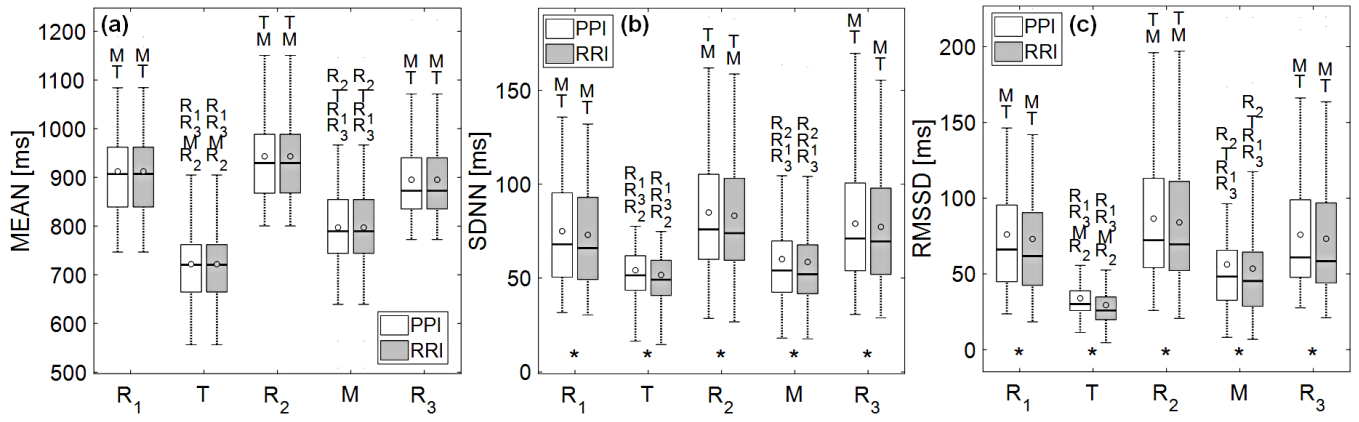 (a)
MEAN [ms]
1200
1100
1000
900
800
700
600
500
M
T
M
T
R1
R3
M
R2
R1
R3
M
R2
T
M
T
M
R2
T
R1
R3
R2
T
R1
R3
M
T
M
T
PPI
RRI
R1
T
R2
M
R3
PPI
RRI
(b)
SDNN [ms]
150
100
50
0
M
T
M
T
R1
R3
R2
R1
R3
R2
T
M
T
M
R2
R1
R3
R2
R1
R3
M
T
M
T
* * * * *
R1
T
R2
M
R3
PPI
RRI
(c)
RMSSD [ms]
200
150
100
50
0
M
T
M
T
R1
R3
M
R2
R1
R3
M
R2
T
M
T
M
R2
T
R1
R3
R2
T
R1
R3
M
T
M
T
* * * * *
R1
T
R2
M
R3